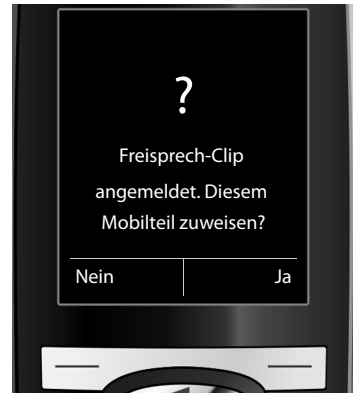 ?
Freisprech-Clip
angemeldet. Diesem
Mobilteil zuweisen?
Nein Ja